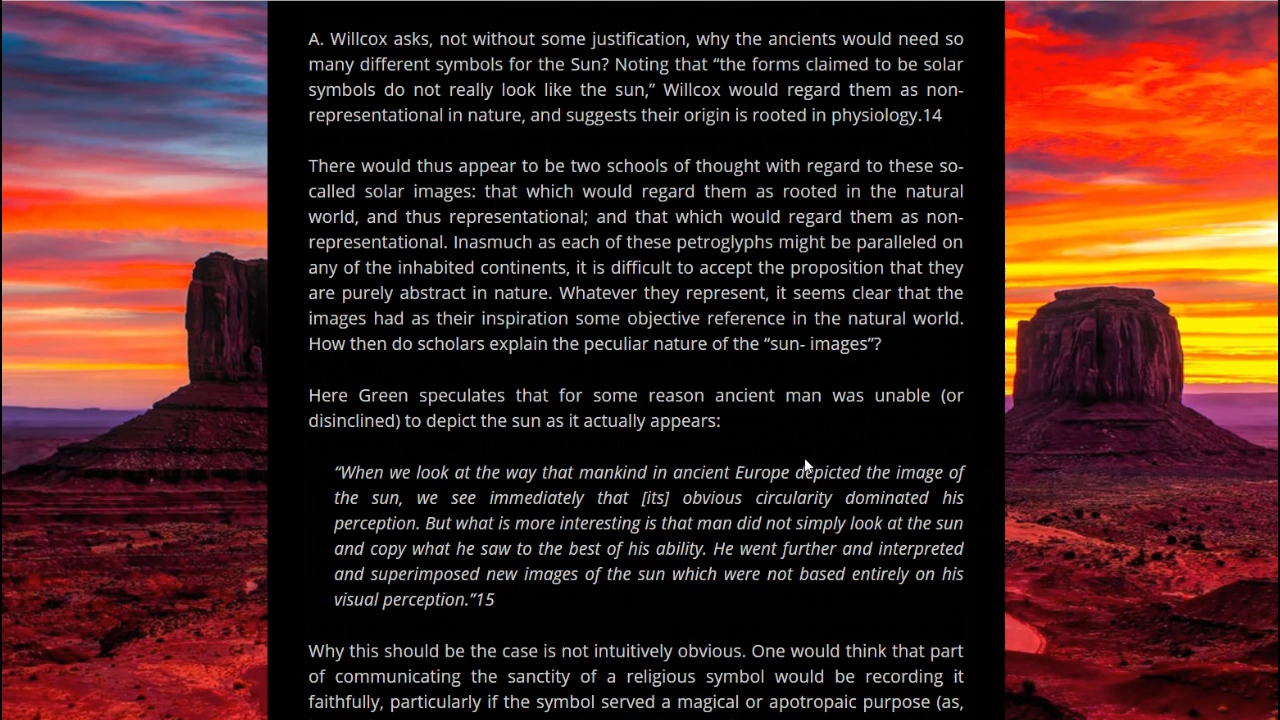 A. Willcox asks, not without some justification, why the ancients would need so
many different symbols for the Sun? Noting that “the forms claimed to be solar
symbols do not really look like the sun,” Willcox would regard them as non-
representational in nature, and suggests their origin is rooted in physiology.14
There would thus appear to be two schools of thought with regard to these so-
called solar images: that which would regard them as rooted in the natural
world, and thus representational; and that which would regard them as non-
representational. Inasmuch as each of these petroglyphs might be paralleled on
any of the inhabited continents, it is difficult to accept the proposition that they
are purely abstract in nature. Whatever they represent, it seems clear that the
images had as their inspiration some objective reference in the natural world.
How then do scholars explain the peculiar nature of the “sun- images”?
Here Green speculates that for some reason ancient man was unable (or
disinclined) to depict the sun as it actually appears:
“When we look at the way that mankind in ancient Europe depicted the image of
the sun, we see immediately that [its] obvious circularity dominated his
perception. But what is more interesting is that man did not simply look at the sun
and copy what he saw to the best of his ability. He went further and interpreted
and superimposed new images of the sun which were not based entirely on his
visual perception.”15
Why this should be the case is not intuitively obvious. One would think that part
of communicating the sanctity of a religious symbol would be recording it
faithfully, particularly if the symbol served a magical or apotropaic purpose (as,